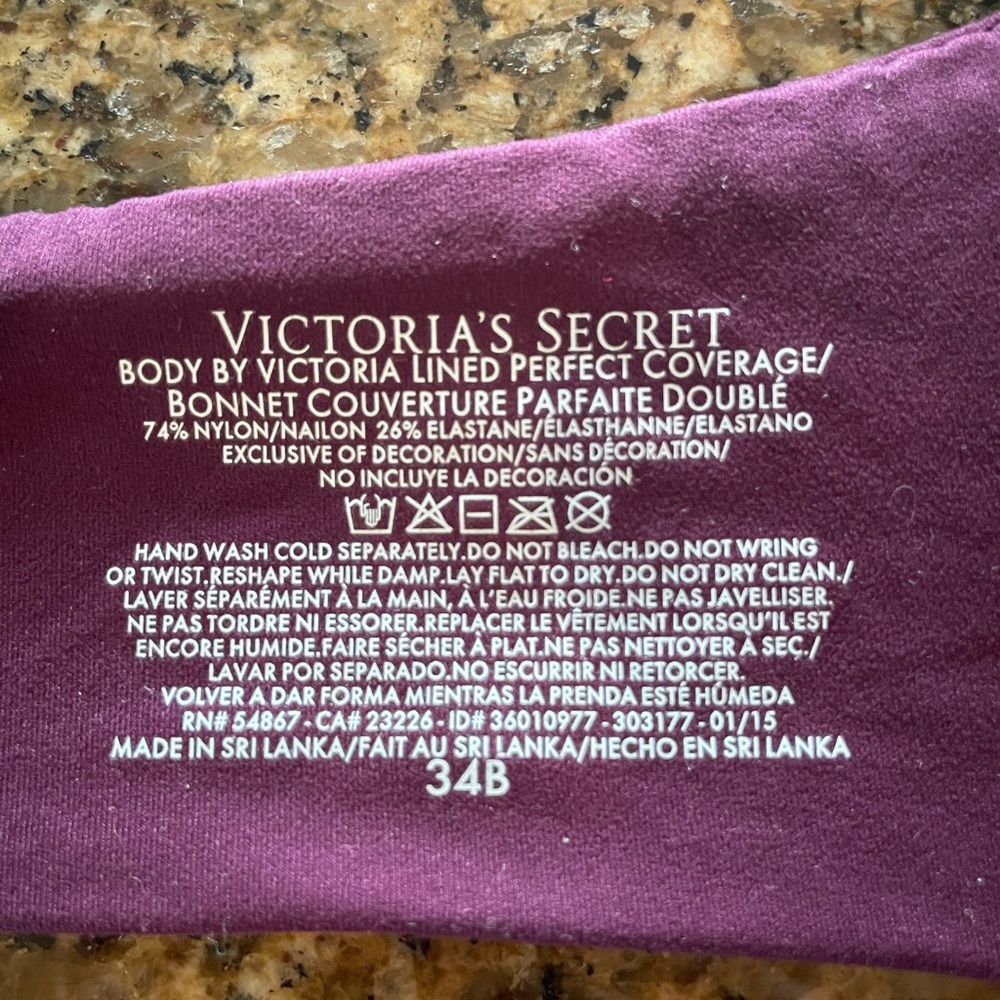 VICTORIA'S SECRET
BODY BY VICTORIA LINED PERFECT COVERAGE/
BONNET COUVERTURE PARFAITE DOUBLÉ
74% NYLON/NAILON 26% ELASTANE/ÉLASTHANNE/ELASTANO
EXCLUSIVE OF DECORATION/SANS DÉCORATION/
NO INCLUYE LA DECORACIÓN
HAND WASH COLD SEPARATELY.DO NOT BLEACH.DO NOT WRING
OR TWIST.RESHAPE WHILE DAMP.LAY FLAT TO DRY.DO NOT DRY CLEAN./
LAVER SÉPARÉMENT À LA MAIN, À L'EAU FROIDE.NE PAS JAVELLISER.
NE PAS TORDRE NI ESSORER.REPLACER LE VÊTEMENT LORSQU'IL EST
ENCORE HUMIDE.FAIRE SÉCHER À PLAT.NE PAS NETTOYER À SEC./
LAVAR POR SEPARADO.NO ESCURRIR NI RETORCER.
VOLVER A DAR FORMA MIENTRAS LA PRENDA ESTÉ HÚMEDA
RN# 54867 - CA# 23226 - ID# 36010977 - 303177 - 01/15
MADE IN SRI LANKA/FAIT AU SRI LANKA/HECHO EN SRI LANKA
34B